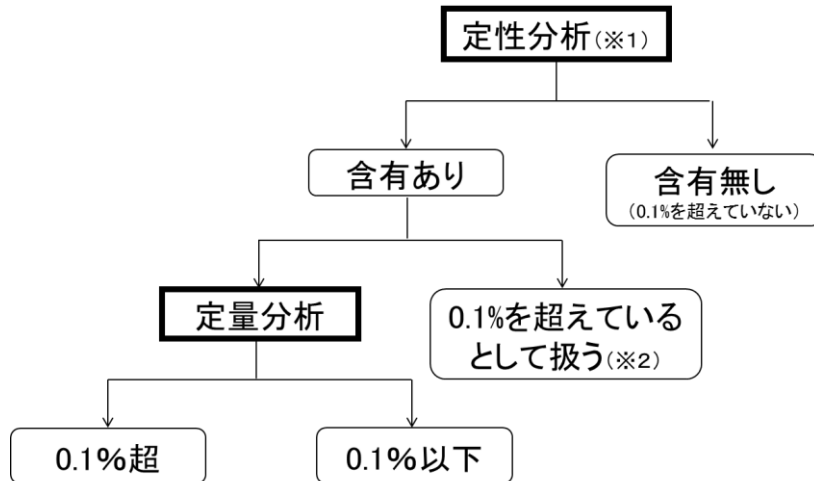 定性分析(※1)
含有あり
含有無し
(0.1%を超えていない)
定量分析
0.1%を超えている
として扱う(※2)
0.1%超
0.1%以下